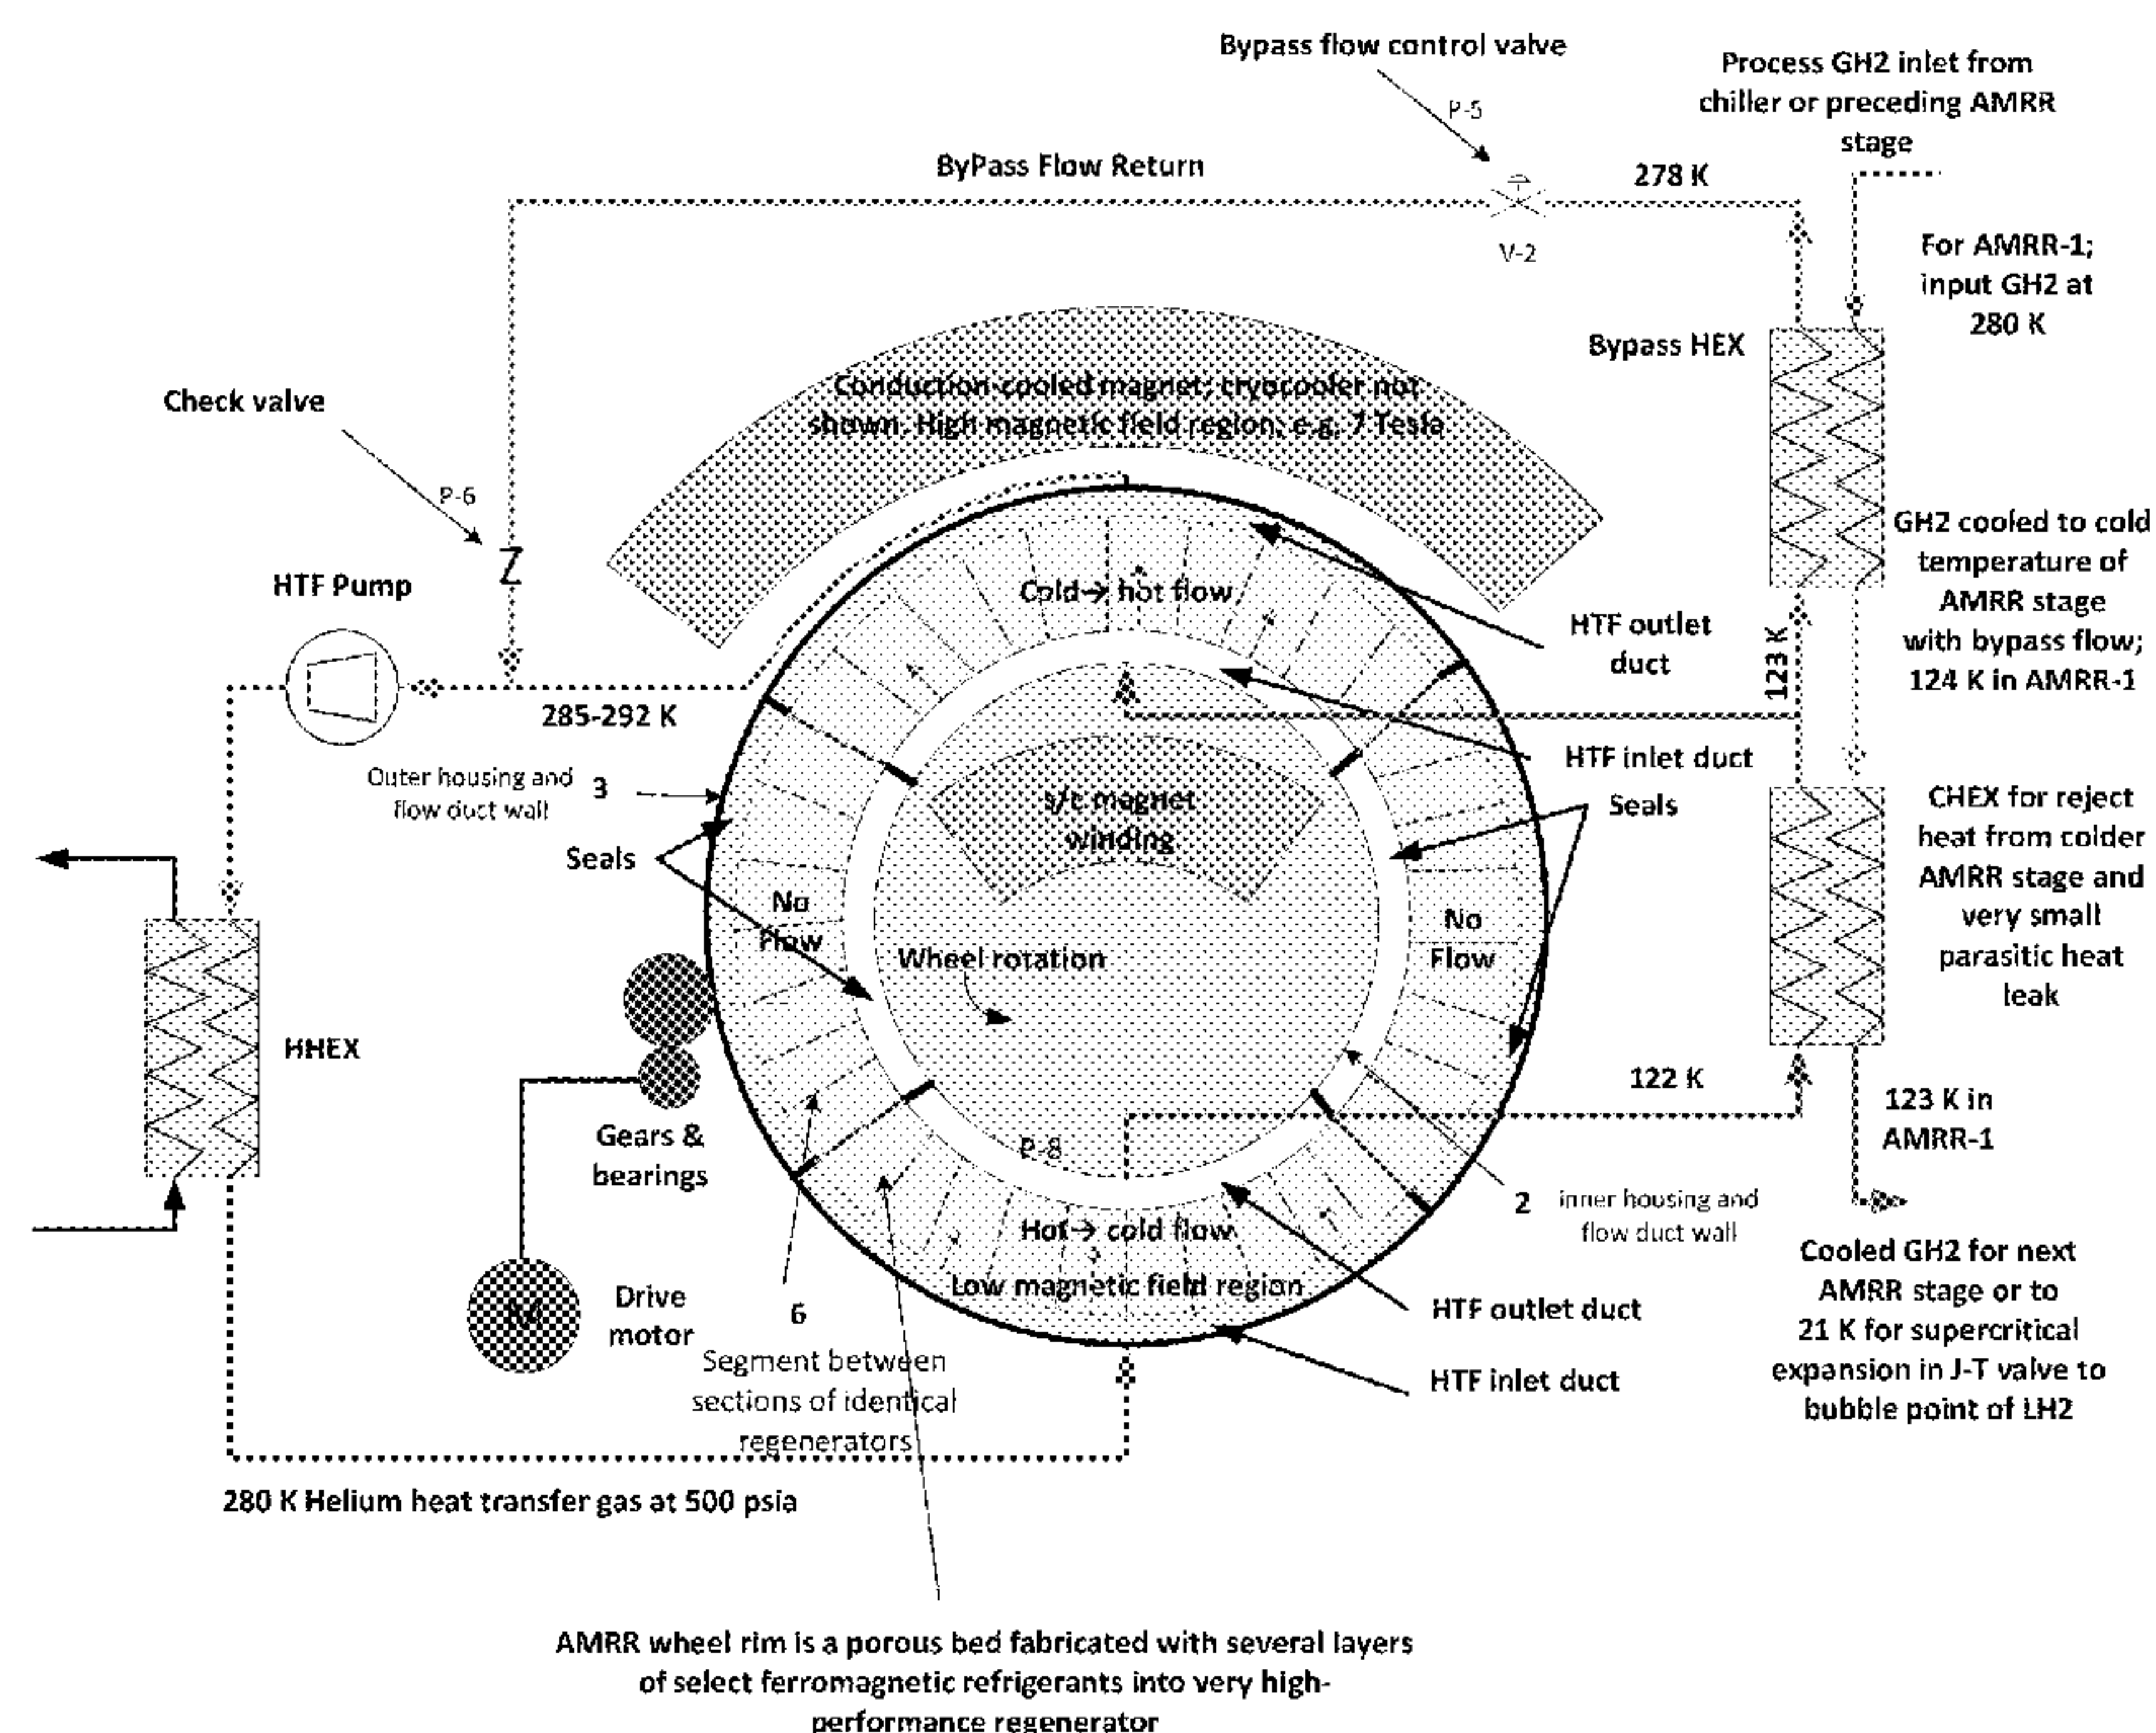 Bypass flow control valve
P-5
Process GH2 inlet from
chiller or preceding AMRR
stage
ByPass Flow Return
278 K
V-2
For AMRR-1;
input GH2 at
280 K
Bypass HEX
Check valve
P-6
Conduction-cooled magnet; cryocooler not
shown. High magnetic field region, e.g. 7 Tesla
HTF Pump
Cold→ hot flow
HTF outlet
duct
GH2 cooled to cold
temperature of
AMRR stage
with bypass flow;
124 K in AMRR-1
123 K
285-292 K
HTF inlet duct
Outer housing and
flow duct wall
3
s/c magnet
winding
Seals
Seals
CHEX for reject
heat from colder
AMRR stage and
very small
parasitic heat
leak
No
Flow
No
Flow
Wheel rotation
HHEX
122 K
123 K in
AMRR-1
Gears &
bearings
P-8
2
inner housing and
flow duct wall
Hot→ cold flow
Low magnetic field region
Drive
motor
M
6
Segment between
sections of identical
regenerators
HTF outlet duct
HTF inlet duct
Cooled GH2 for next
AMRR stage or to
21 K for supercritical
expansion in J-T valve to
bubble point of LH2
280 K Helium heat transfer gas at 500 psia
AMRR wheel rim is a porous bed fabricated with several layers
of select ferromagnetic refrigerants into very high-
performance regenerator